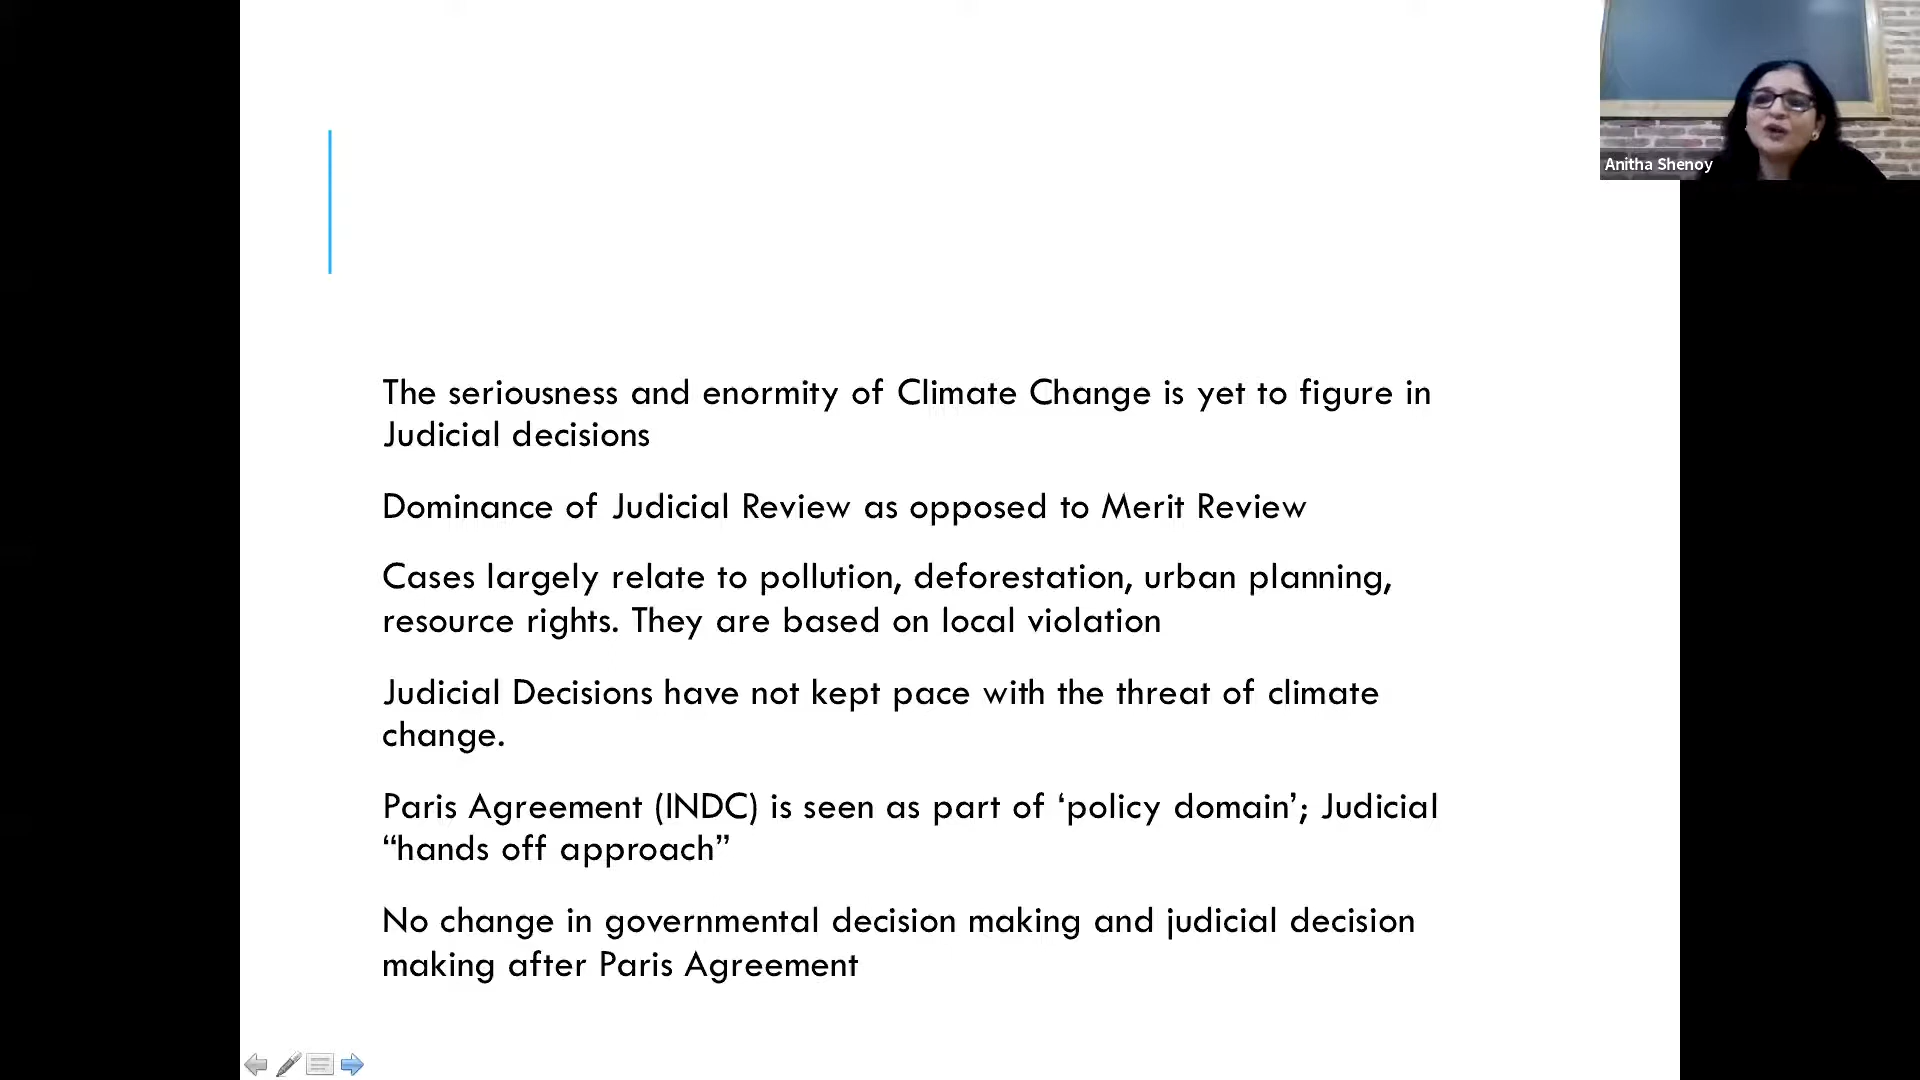 Anitha Shenoy
The seriousness and enormity of Climate Change is yet to figure in
Judicial decisions
Dominance of Judicial Review as opposed to Merit Review
Cases largely relate to pollution, deforestation, urban planning,
resource rights. They are based on local violation
Judicial Decisions have not kept pace with the threat of climate
change.
Paris Agreement (INDC) is seen as part of ‘policy domain’; Judicial
“hands off approach”
No change in governmental decision making and judicial decision
making after Paris Agreement